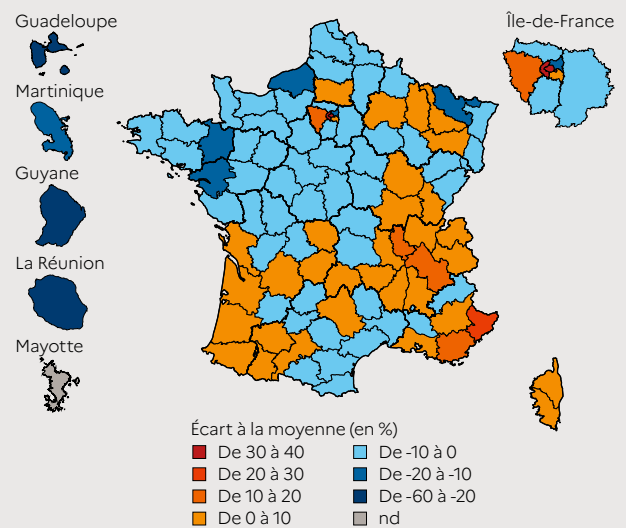 Guadeloupe
Martinique
Guyane
La Réunion
Mayotte
Île-de-France
Écart à la moyenne (en %)
De 30 à 40
De 20 à 30
De 10 à 20
De 0 à 10
De -10 à 0
De -20 à -10
De -60 à -20
nd